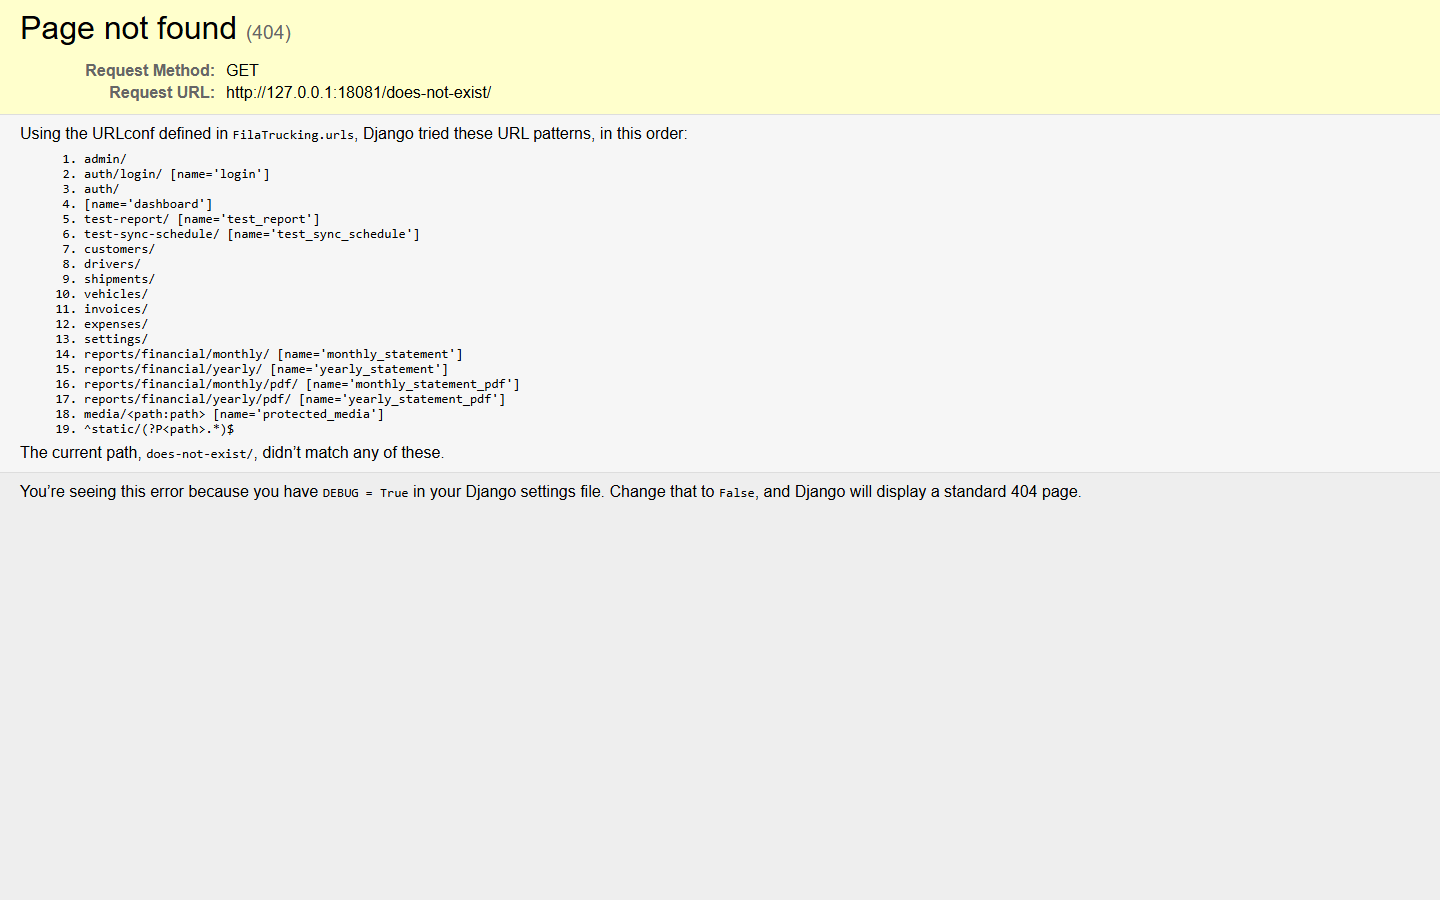 Page not found (404)
Request Method: GET
Request URL: http://127.0.0.1:18081/does-not-exist/
Using the URLconf defined in FilaTrucking.urls, Django tried these URL patterns, in this order:
1. admin/
2. auth/login/ [name='login']
3. auth/
4. [name='dashboard']
5. test-report/ [name='test_report']
6. test-sync-schedule/ [name='test_sync_schedule']
7. customers/
8. drivers/
9. shipments/
10. vehicles/
11. invoices/
12. expenses/
13. settings/
14. reports/financial/monthly/ [name='monthly_statement']
15. reports/financial/yearly/ [name='yearly_statement']
16. reports/financial/monthly/pdf/ [name='monthly_statement_pdf']
17. reports/financial/yearly/pdf/ [name='yearly_statement_pdf']
18. media/<path:path> [name='protected_media']
19. ^static/(?P<path>.*)$
The current path, does-not-exist/, didn’t match any of these.
You’re seeing this error because you have DEBUG = True in your Django settings file. Change that to False, and Django will display a standard 404 page.